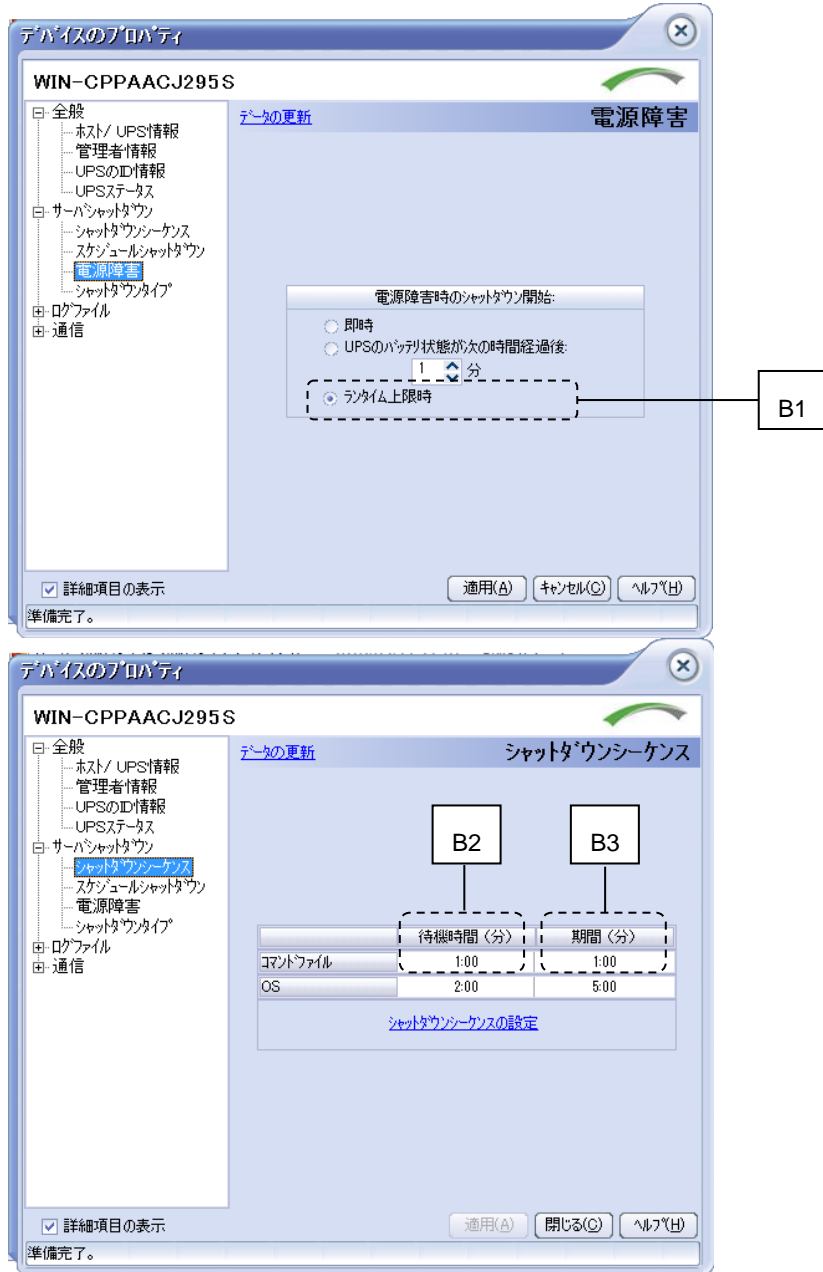 デバイスのプロパティ
WIN-CPPAACJ295S
全般
ホスト/ UPS情報
管理者情報
UPSのID情報
UPSステータス
サーバシャットダウン
シャットダウンシーケンス
スケジュールシャットダウン
電源障害
シャットダウンタイプ
ログファイル
通信
データの更新
電源障害
電源障害時のシャットダウン開始:
即時
UPSのバッテリ状態が次の時間経過後:
1 分
ランタイム上限時
B1
詳細項目の表示
適用(A) キャンセル(C) ヘルプ(H)
準備完了。
デバイスのプロパティ
WIN-CPPAACJ295S
全般
ホスト/ UPS情報
管理者情報
UPSのID情報
UPSステータス
サーバシャットダウン
シャットダウンシーケンス
スケジュールシャットダウン
電源障害
シャットダウンタイプ
ログファイル
通信
データの更新
シャットダウンシーケンス
B2 B3
待機時間（分） 期間（分）
コマンドファイル 1:00 1:00
OS 2:00 5:00
シャットダウンシーケンスの設定
詳細項目の表示
適用(A) 閉じる(C) ヘルプ(H)
準備完了。